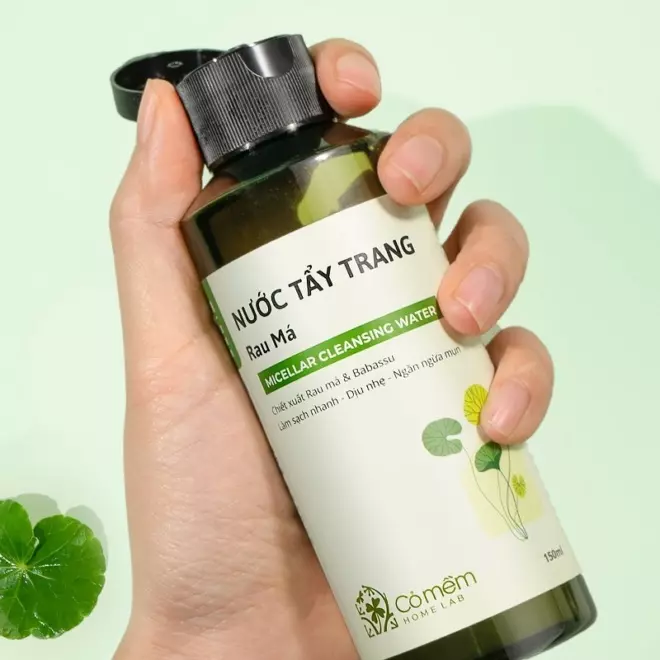 NƯỚC TẨY TRANG
Rau Má
MICELLAR CLEANSING WATER
Chiết xuất Rau má & Babassu
Làm sạch nhanh - Dịu nhẹ - Ngăn ngừa mụn
150ml
Cỏ mềm
HOME LAB